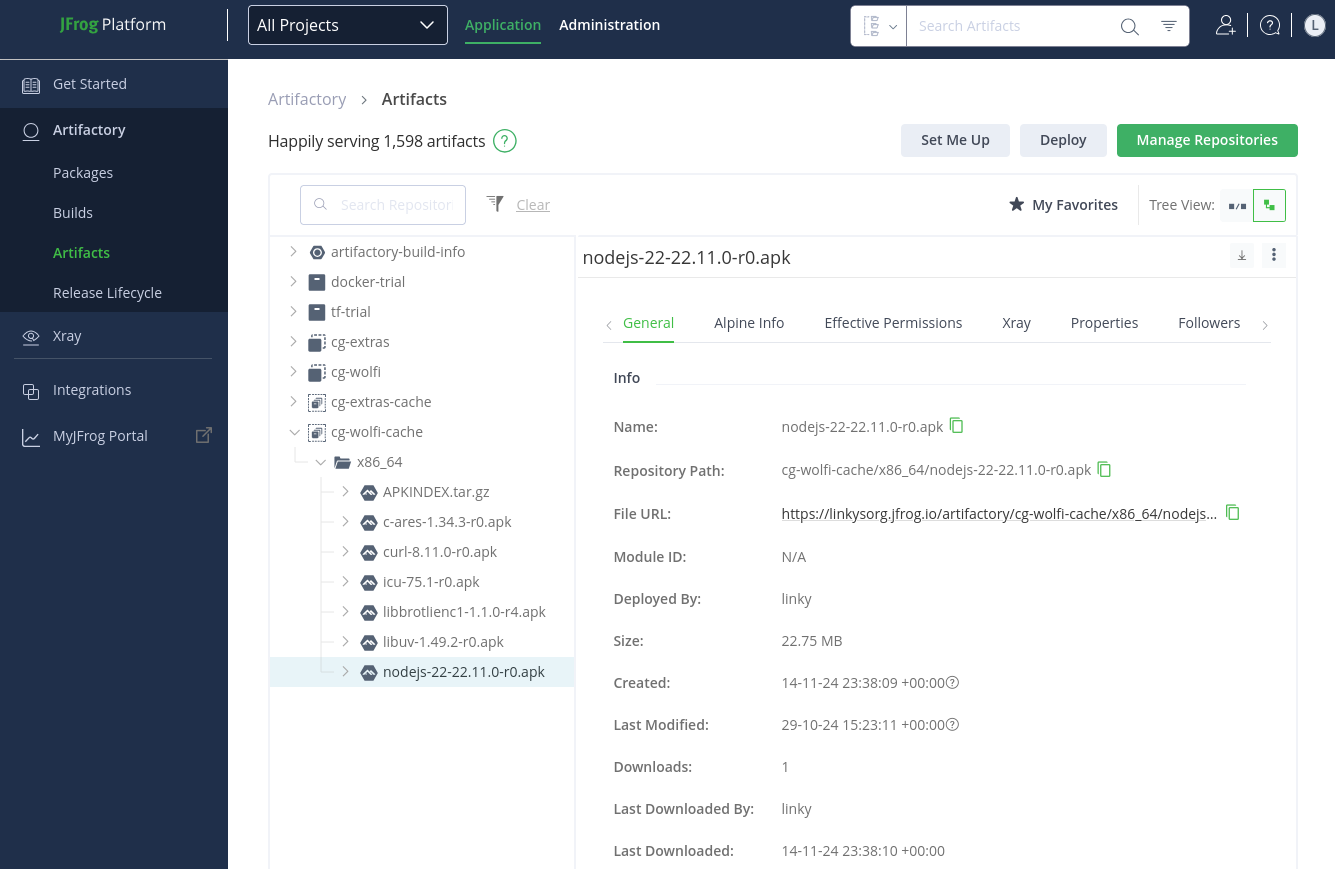 JFrog Platform
All Projects
Application
Administration
Search Artifacts
L
Get Started
Artifactory
Packages
Builds
Artifacts
Release Lifecycle
Xray
Integrations
MyJFrog Portal
Artifactory > Artifacts
Happily serving 1,598 artifacts ?
Set Me Up
Deploy
Manage Repositories
Search Repositor
Clear
My Favorites
Tree View:
artifactory-build-info
docker-trial
tf-trial
cg-extras
cg-wolfi
cg-extras-cache
cg-wolfi-cache
x86_64
APKINDEX.tar.gz
c-ares-1.34.3-r0.apk
curl-8.11.0-r0.apk
icu-75.1-r0.apk
libbrotlienc1-1.1.0-r4.apk
libuv-1.49.2-r0.apk
nodejs-22-22.11.0-r0.apk
nodejs-22-22.11.0-r0.apk
General
Alpine Info
Effective Permissions
Xray
Properties
Followers
Info
Name: nodejs-22-22.11.0-r0.apk
Repository Path: cg-wolfi-cache/x86_64/nodejs-22-22.11.0-r0.apk
File URL: https://linkysorg.jfrog.io/artifactory/cg-wolfi-cache/x86_64/nodejs...
Module ID: N/A
Deployed By: linky
Size: 22.75 MB
Created: 14-11-24 23:38:09 +00:00
Last Modified: 29-10-24 15:23:11 +00:00
Downloads: 1
Last Downloaded By: linky
Last Downloaded: 14-11-24 23:38:10 +00:00